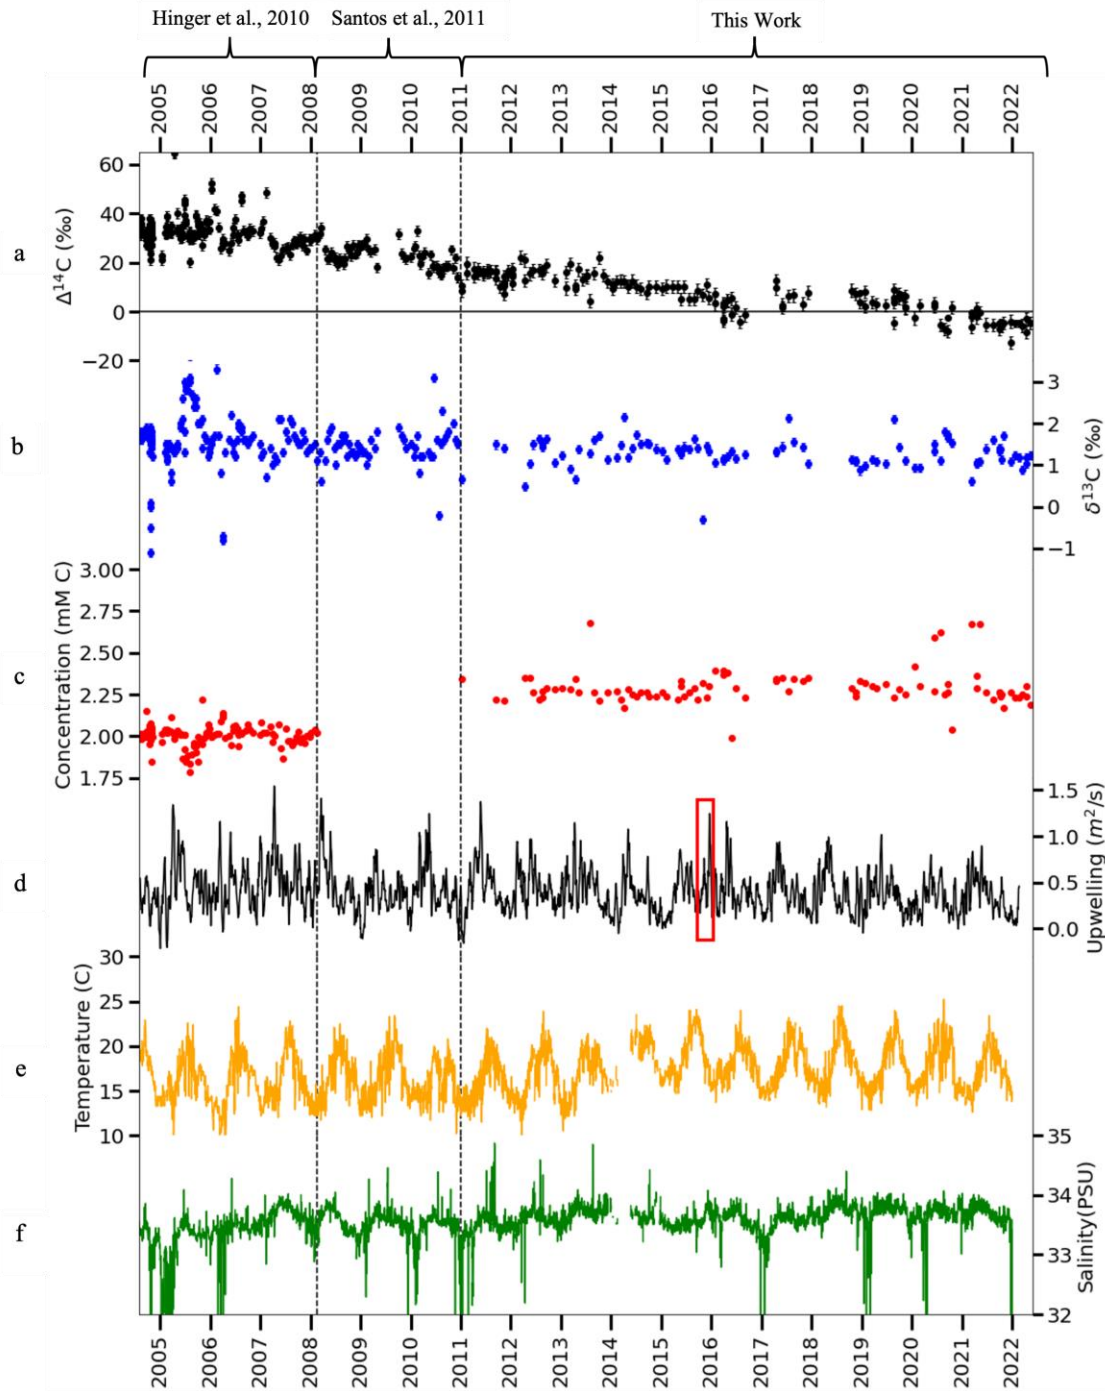 Hinger et al., 2010 Santos et al., 2011 This Work
2005 2006 2007 2008 2009 2010 2011 2012 2013 2014 2015 2016 2017 2018 2019 2020 2021 2022
a
Δ¹⁴C (‰)
60
40
20
0
−20
b
δ¹³C (‰)
3
2
1
0
−1
c
Concentration (mM C)
3.00
2.75
2.50
2.25
2.00
1.75
d
Upwelling (m²/s)
1.5
1.0
0.5
0.0
e
Temperature (C)
30
25
20
15
10
f
Salinity(PSU)
35
34
33
32
2005 2006 2007 2008 2009 2010 2011 2012 2013 2014 2015 2016 2017 2018 2019 2020 2021 2022